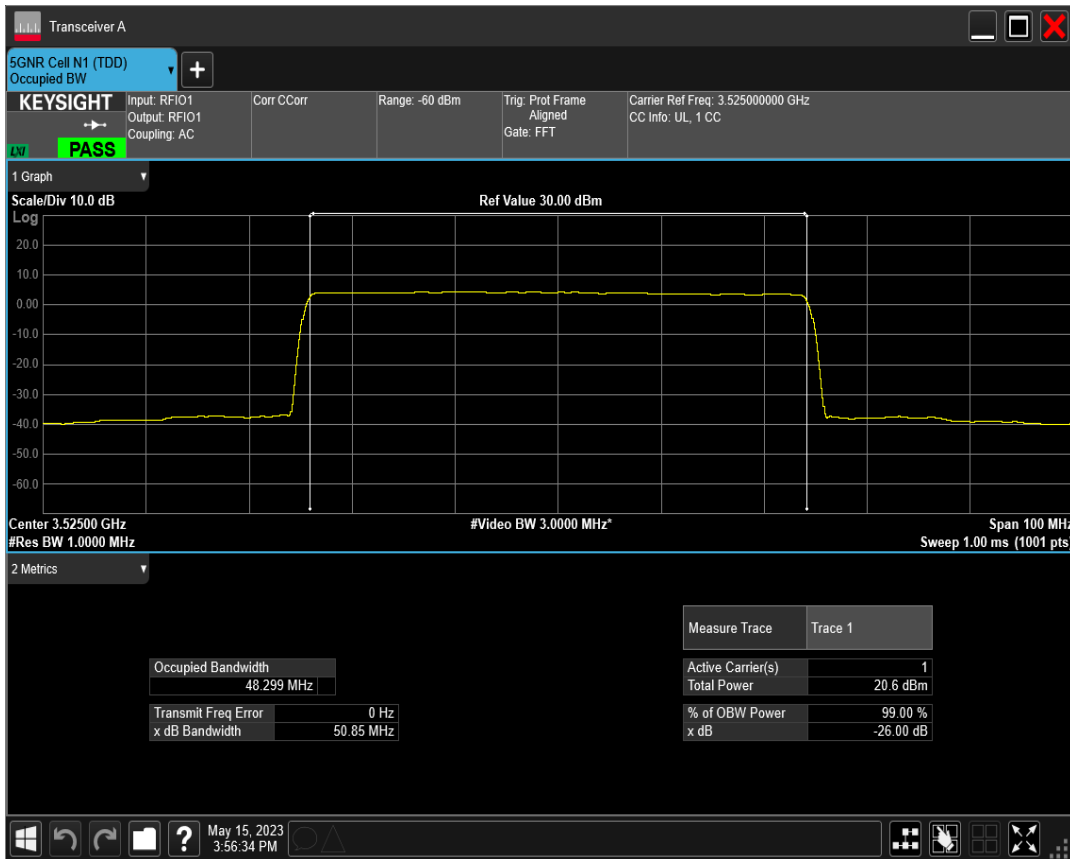 Transceiver A
5GNR Cell N1 (TDD)
Occupied BW
+
KEYSIGHT
LXI
PASS
Input: RFIO1
Output: RFIO1
Coupling: AC
Corr CCorr
Range: -60 dBm
Trig: Prot Frame
Aligned
Gate: FFT
Carrier Ref Freq: 3.525000000 GHz
CC Info: UL, 1 CC
1 Graph
Scale/Div 10.0 dB
Ref Value 30.00 dBm
Log
20.0
10.0
0.00
-10.0
-20.0
-30.0
-40.0
-50.0
-60.0
Center 3.52500 GHz
#Video BW 3.0000 MHz*
Span 100 MHz
#Res BW 1.0000 MHz
Sweep 1.00 ms (1001 pts)
2 Metrics
Measure Trace Trace 1
Occupied Bandwidth
48.299 MHz
Active Carrier(s) 1
Total Power 20.6 dBm
Transmit Freq Error 0 Hz
x dB Bandwidth 50.85 MHz
% of OBW Power 99.00 %
x dB -26.00 dB
?
May 15, 2023
3:56:34 PM